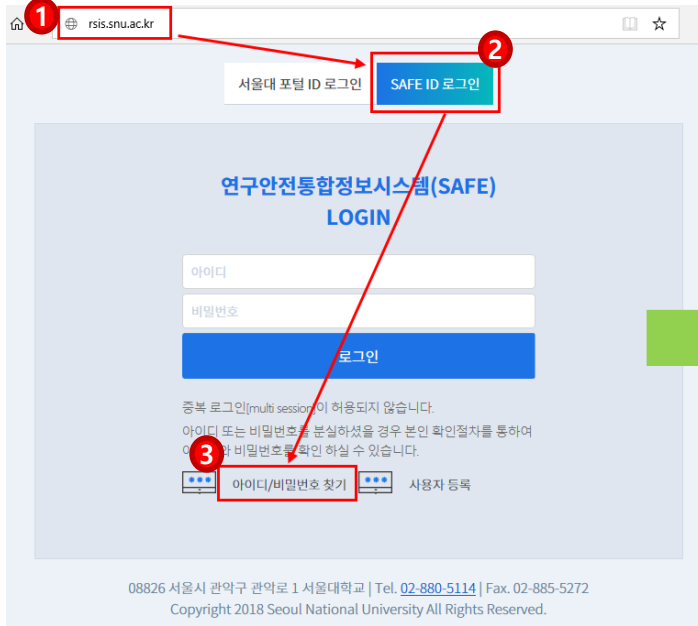 1
rsis.snu.ac.kr
2
서울대 포털 ID 로그인 SAFE ID 로그인
연구안전통합정보시스템(SAFE)
LOGIN
아이디
비밀번호
로그인
중복 로그인[multi session]이 허용되지 않습니다.
아이디 또는 비밀번호를 분실하셨을 경우 본인 확인절차를 통하여
비밀번호를 확인 하실 수 있습니다.
3
아이디/비밀번호 찾기 사용자 등록
08826 서울시 관악구 관악로 1 서울대학교 | Tel. 02-880-5114 | Fax. 02-885-5272
Copyright 2018 Seoul National University All Rights Reserved.